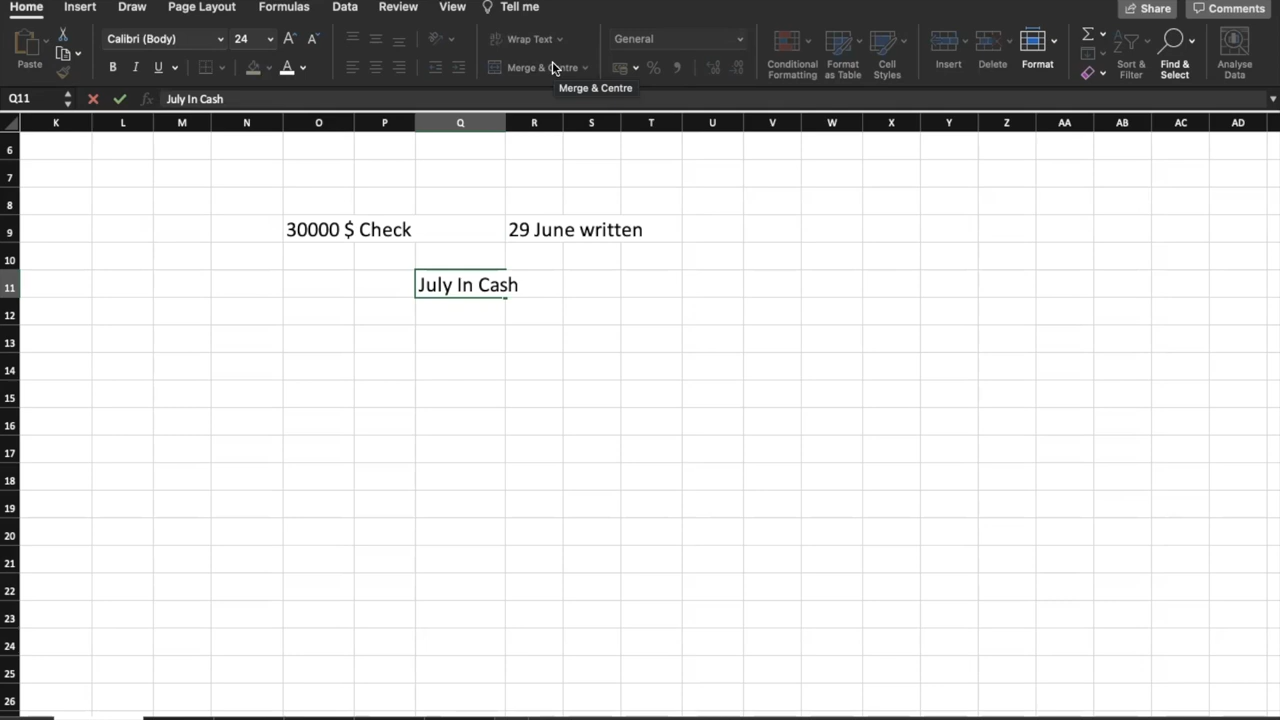 Home Insert Draw Page Layout Formulas Data Review View Tell me Share Comments
Paste Calibri (Body) 24 A A Wrap Text General Conditional Formatting Format as Table Cell Styles Insert Delete Format Sort & Filter Find & Select Analyse Data
B I U A Merge & Centre % Σ
Merge & Centre
Q11 fx July In Cash
K L M N O P Q R S T U V W X Y Z AA AB AC AD
6
7
8
9 30000 $ Check 29 June written
10
11 July In Cash
12
13
14
15
16
17
18
19
20
21
22
23
24
25
26